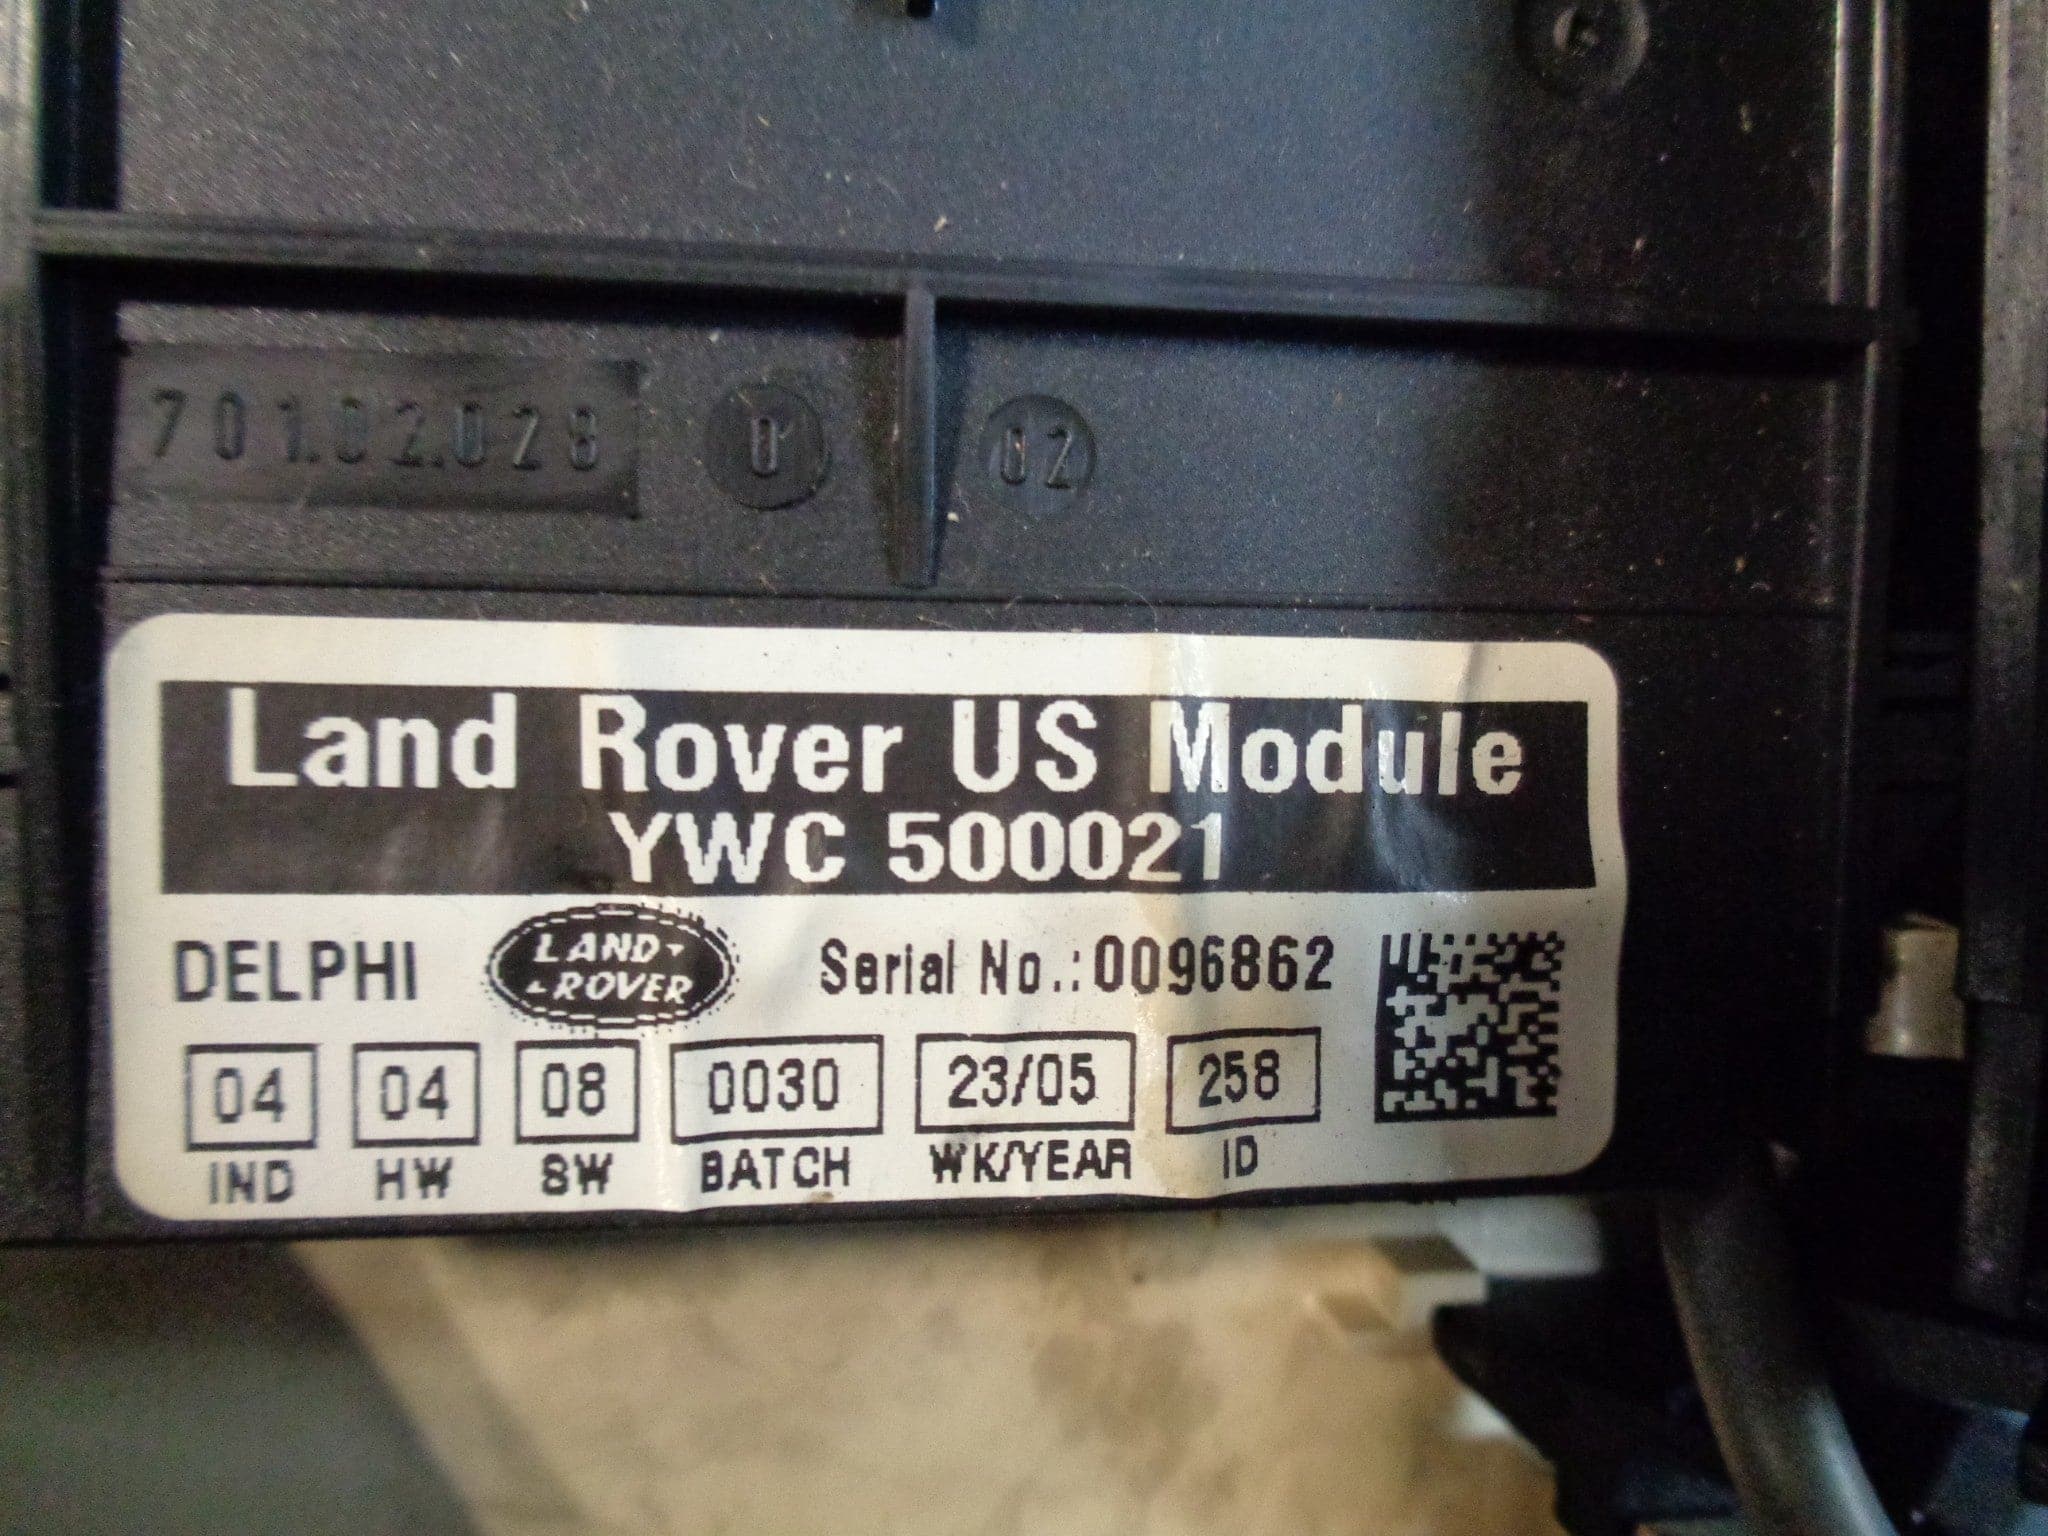 701.02.028 0 02
Land Rover US Module
YWC 500021
DELPHI LAND ROVER Serial No.:0096862
04 04 08 0030 23/05 258
IND HW SW BATCH WK/YEAR ID